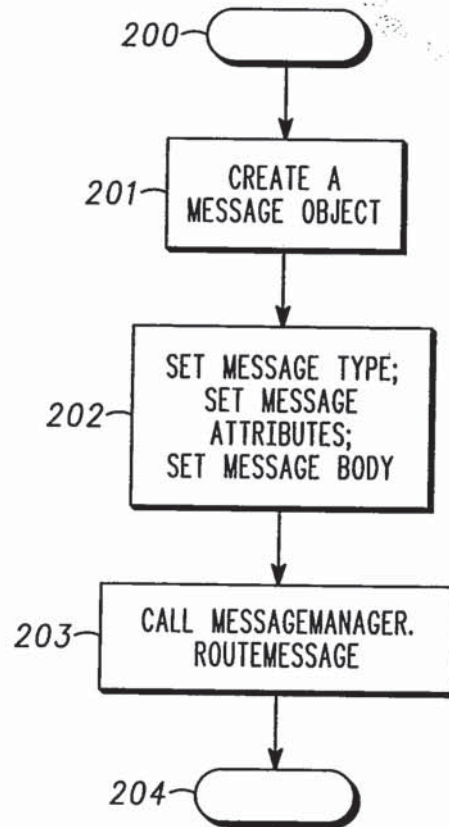 200
201
CREATE A
MESSAGE OBJECT
202
SET MESSAGE TYPE;
SET MESSAGE
ATTRIBUTES;
SET MESSAGE BODY
203
CALL MESSAGEMANAGER.
ROUTEMESSAGE
204